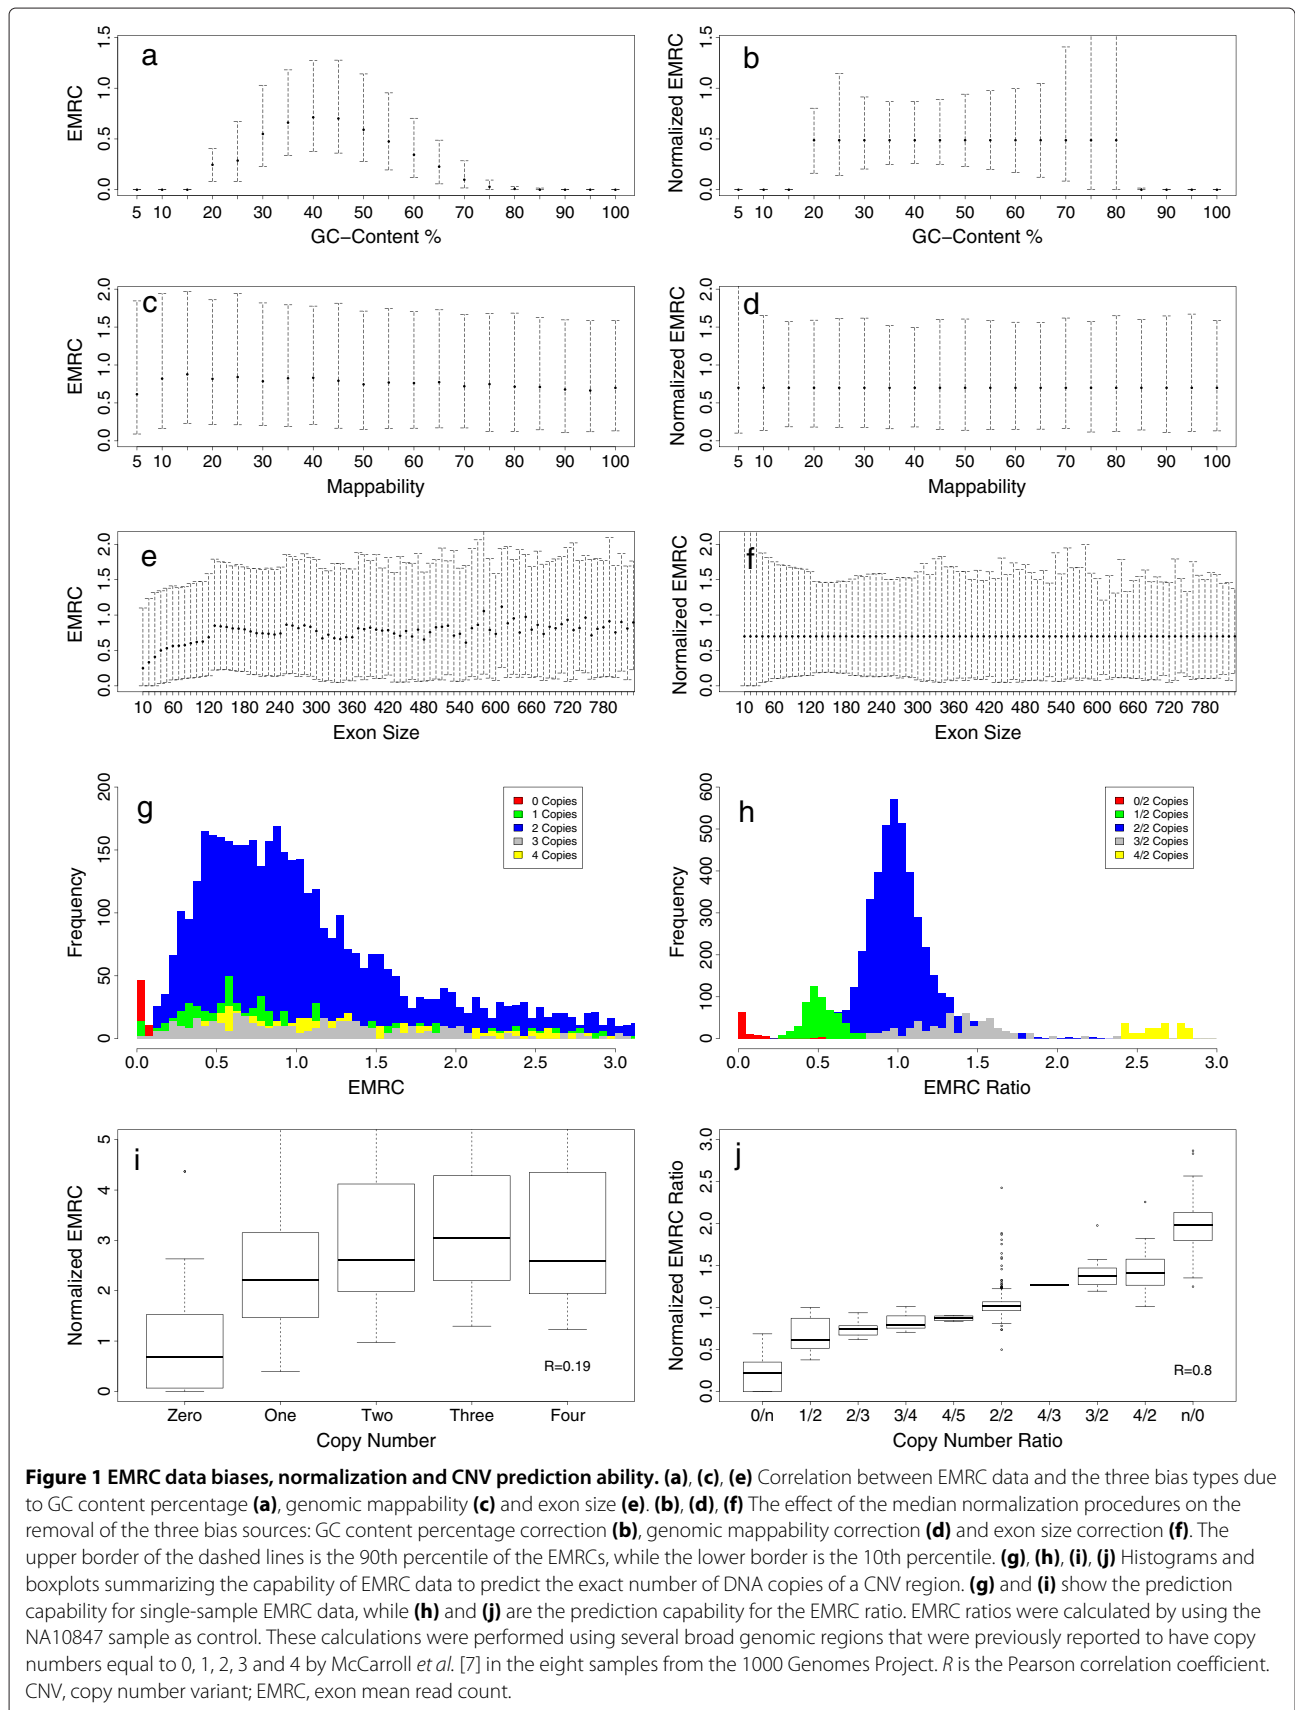 a
EMRC
0.0 0.5 1.0 1.5
5 10 20 30 40 50 60 70 80 90 100
GC−Content %
b
Normalized EMRC
0.0 0.5 1.0 1.5
5 10 20 30 40 50 60 70 80 90 100
GC−Content %
c
EMRC
0.0 0.5 1.0 1.5 2.0
5 10 20 30 40 50 60 70 80 90 100
Mappability
d
Normalized EMRC
0.0 0.5 1.0 1.5 2.0
5 10 20 30 40 50 60 70 80 90 100
Mappability
e
EMRC
0.0 0.5 1.0 1.5 2.0
10 60 120 180 240 300 360 420 480 540 600 660 720 780
Exon Size
f
Normalized EMRC
0.0 0.5 1.0 1.5 2.0
10 60 120 180 240 300 360 420 480 540 600 660 720 780
Exon Size
g
Frequency
0 50 100 150 200
0 Copies
1 Copies
2 Copies
3 Copies
4 Copies
0.0 0.5 1.0 1.5 2.0 2.5 3.0
EMRC
h
Frequency
0 100 200 300 400 500 600
0/2 Copies
1/2 Copies
2/2 Copies
3/2 Copies
4/2 Copies
0.0 0.5 1.0 1.5 2.0 2.5 3.0
EMRC Ratio
i
Normalized EMRC
0 1 2 3 4 5
R=0.19
Zero One Two Three Four
Copy Number
j
Normalized EMRC Ratio
0.0 0.5 1.0 1.5 2.0 2.5 3.0
R=0.8
0/n 1/2 2/3 3/4 4/5 2/2 4/3 3/2 4/2 n/0
Copy Number Ratio
Figure 1 EMRC data biases, normalization and CNV prediction ability. (a), (c), (e) Correlation between EMRC data and the three bias types due
to GC content percentage (a), genomic mappability (c) and exon size (e). (b), (d), (f) The effect of the median normalization procedures on the
removal of the three bias sources: GC content percentage correction (b), genomic mappability correction (d) and exon size correction (f). The
upper border of the dashed lines is the 90th percentile of the EMRCs, while the lower border is the 10th percentile. (g), (h), (i), (j) Histograms and
boxplots summarizing the capability of EMRC data to predict the exact number of DNA copies of a CNV region. (g) and (i) show the prediction
capability for single-sample EMRC data, while (h) and (j) are the prediction capability for the EMRC ratio. EMRC ratios were calculated by using the
NA10847 sample as control. These calculations were performed using several broad genomic regions that were previously reported to have copy
numbers equal to 0, 1, 2, 3 and 4 by McCarroll et al. [7] in the eight samples from the 1000 Genomes Project. R is the Pearson correlation coefficient.
CNV, copy number variant; EMRC, exon mean read count.